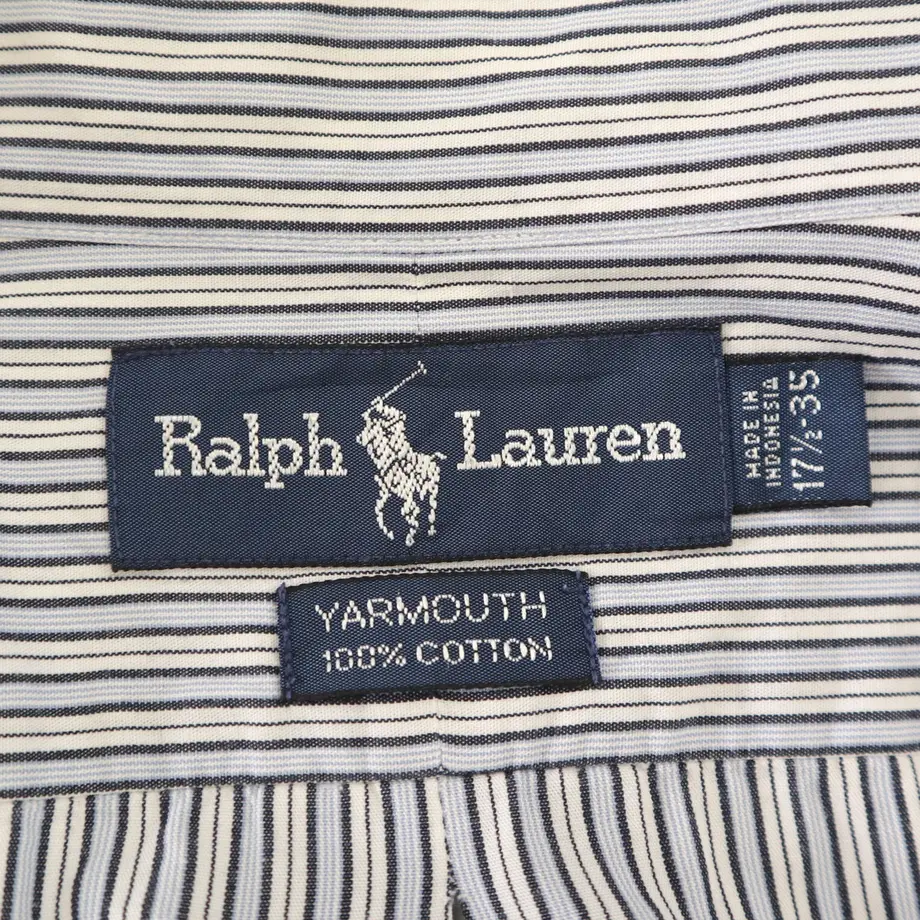 Ralph Lauren
MADE IN
INDONESIA
17½-35
YARMOUTH
100% COTTON